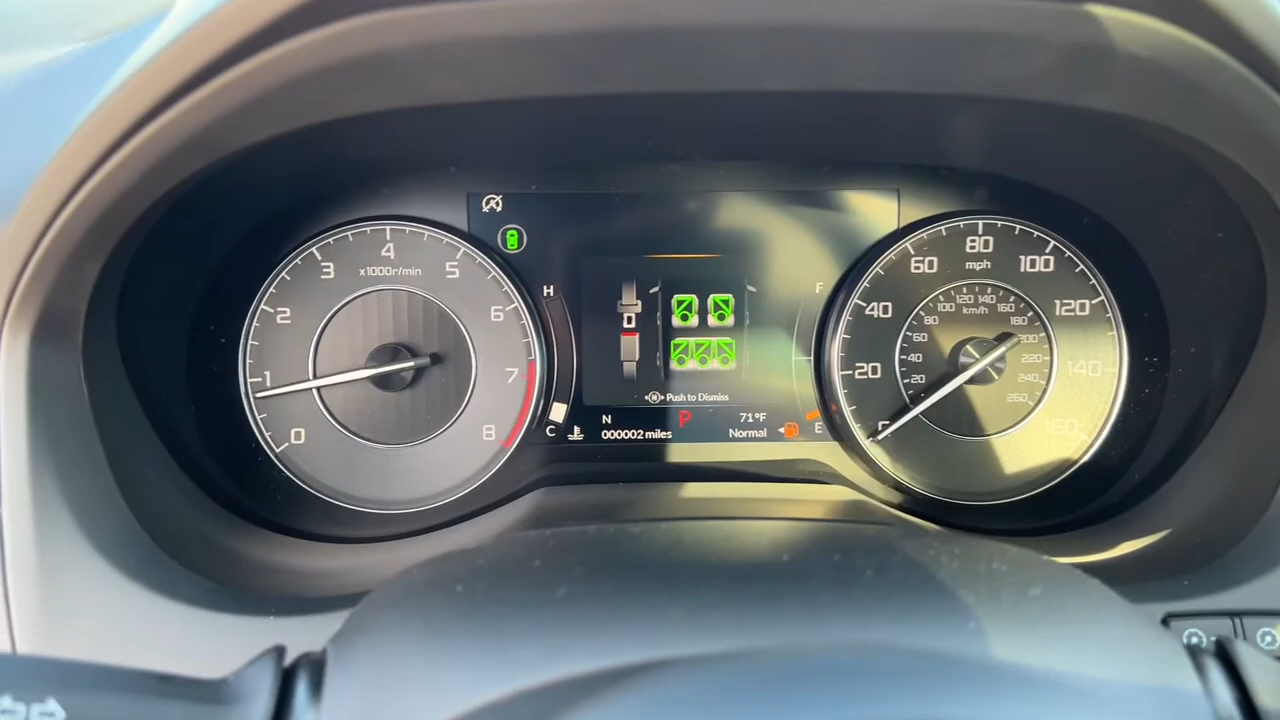 4
3 5
x1000r/min
2 6
1 7
0 8
H
C
0
Push to Dismiss
N
000002 miles
P
71°F
Normal
F
E
80
mph
60 100
40 120
20 140
160
120 140
100 km/h 160
80 180
60 200
40 220
20 240
260